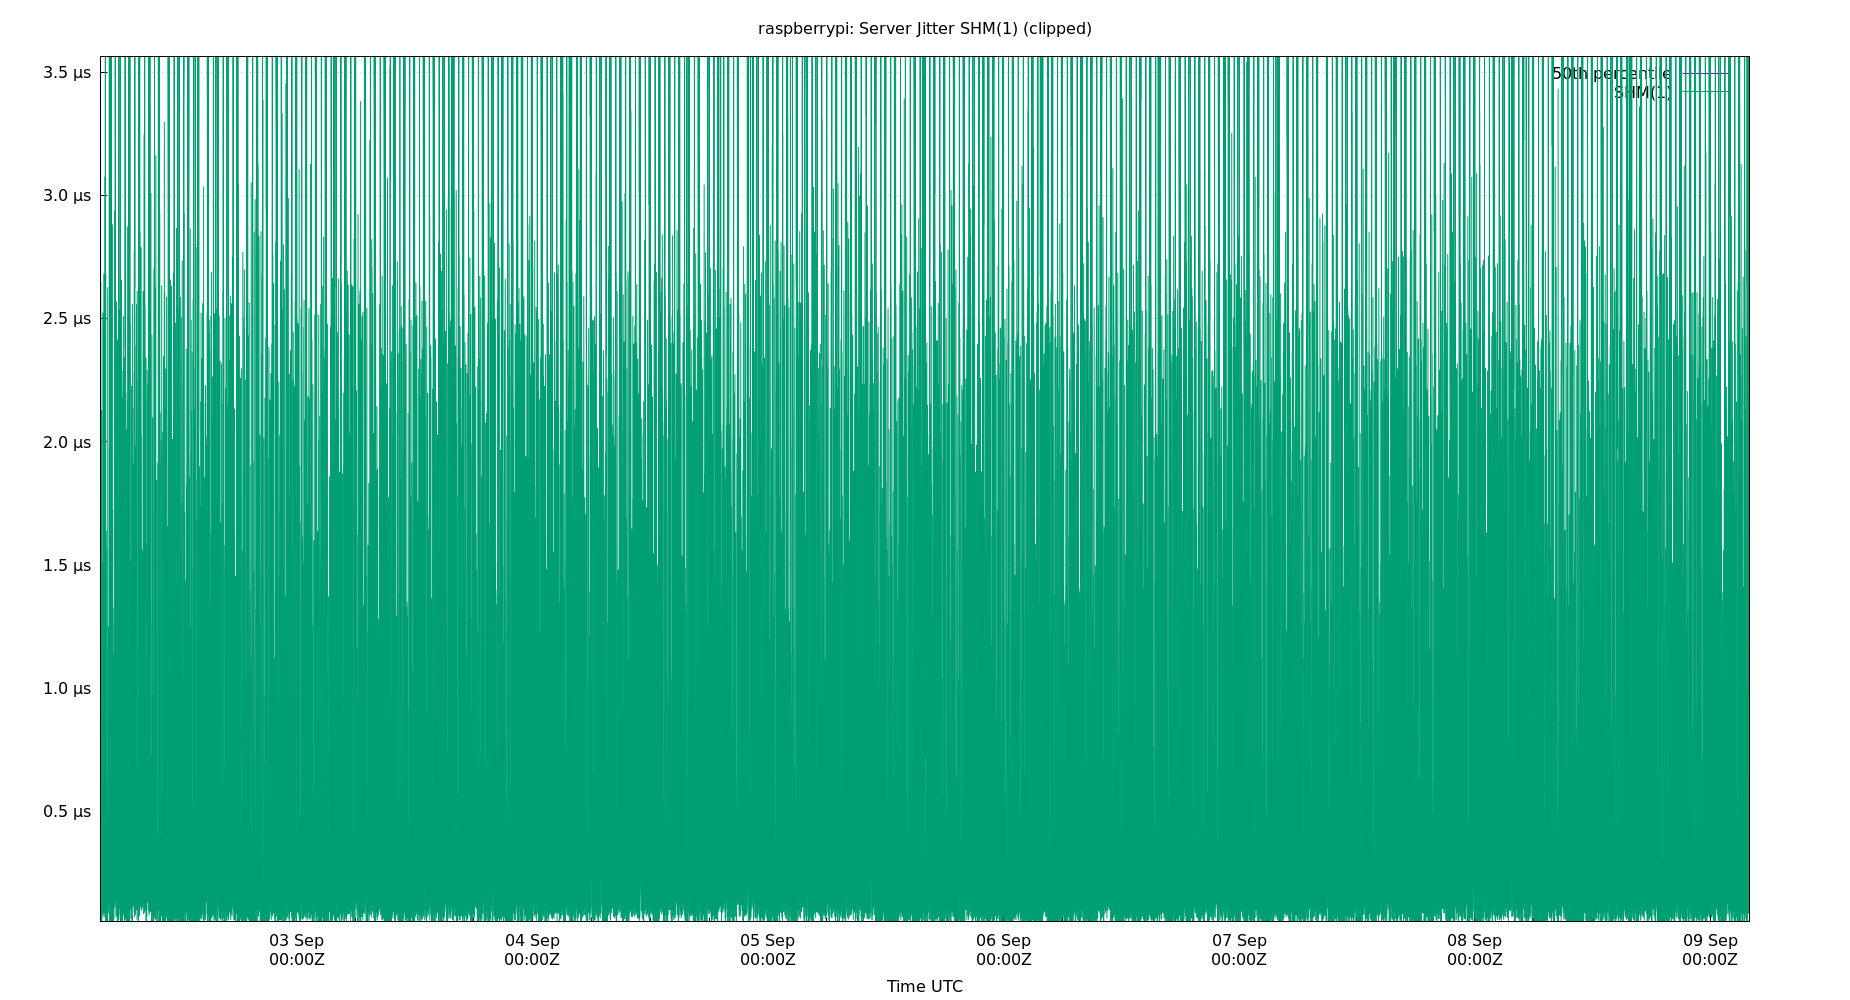 raspberrypi: Server Jitter SHM(1) (clipped)
3.5 μs
50th percentile
SHM(1)
3.0 μs
2.5 μs
2.0 μs
1.5 μs
1.0 μs
0.5 μs
03 Sep 04 Sep 05 Sep 06 Sep 07 Sep 08 Sep 09 Sep
00:00Z 00:00Z 00:00Z 00:00Z 00:00Z 00:00Z 00:00Z
Time UTC